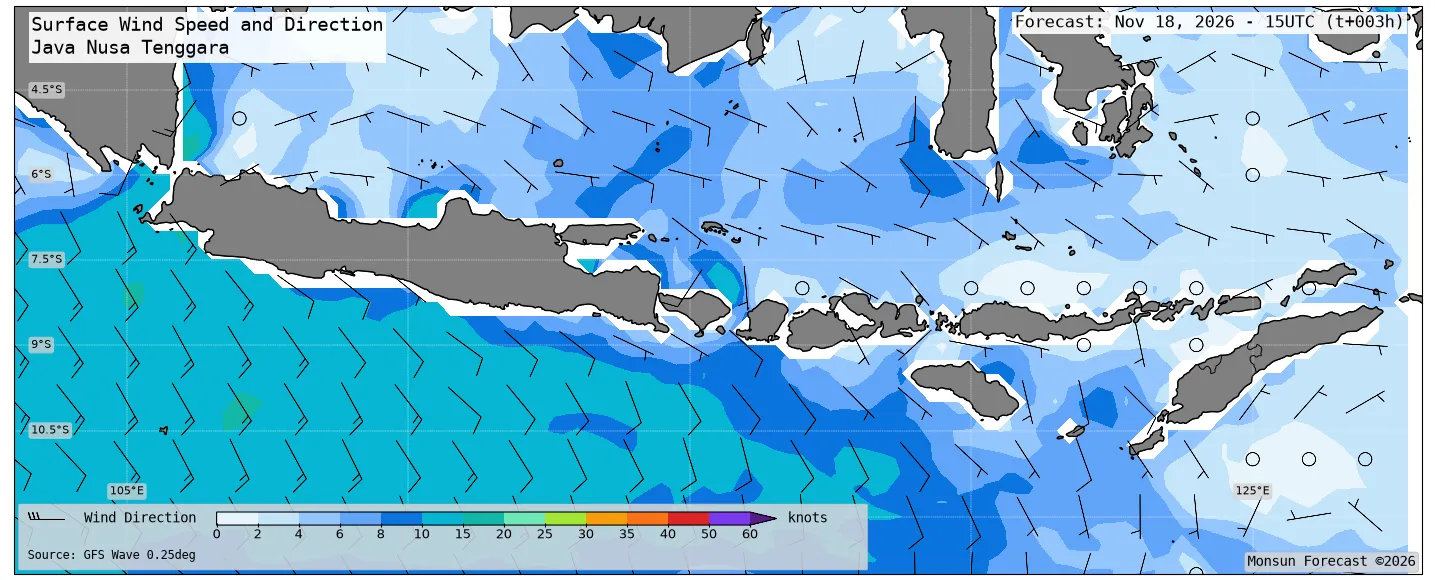 Surface Wind Speed and Direction
Java Nusa Tenggara
Forecast: Nov 18, 2026 - 15UTC (t+003h)
4.5°S
6°S
7.5°S
9°S
10.5°S
105°E
125°E
Wind Direction
knots
0 2 4 6 8 10 15 20 25 30 35 40 50 60
Source: GFS Wave 0.25deg
Monsun Forecast ©2026